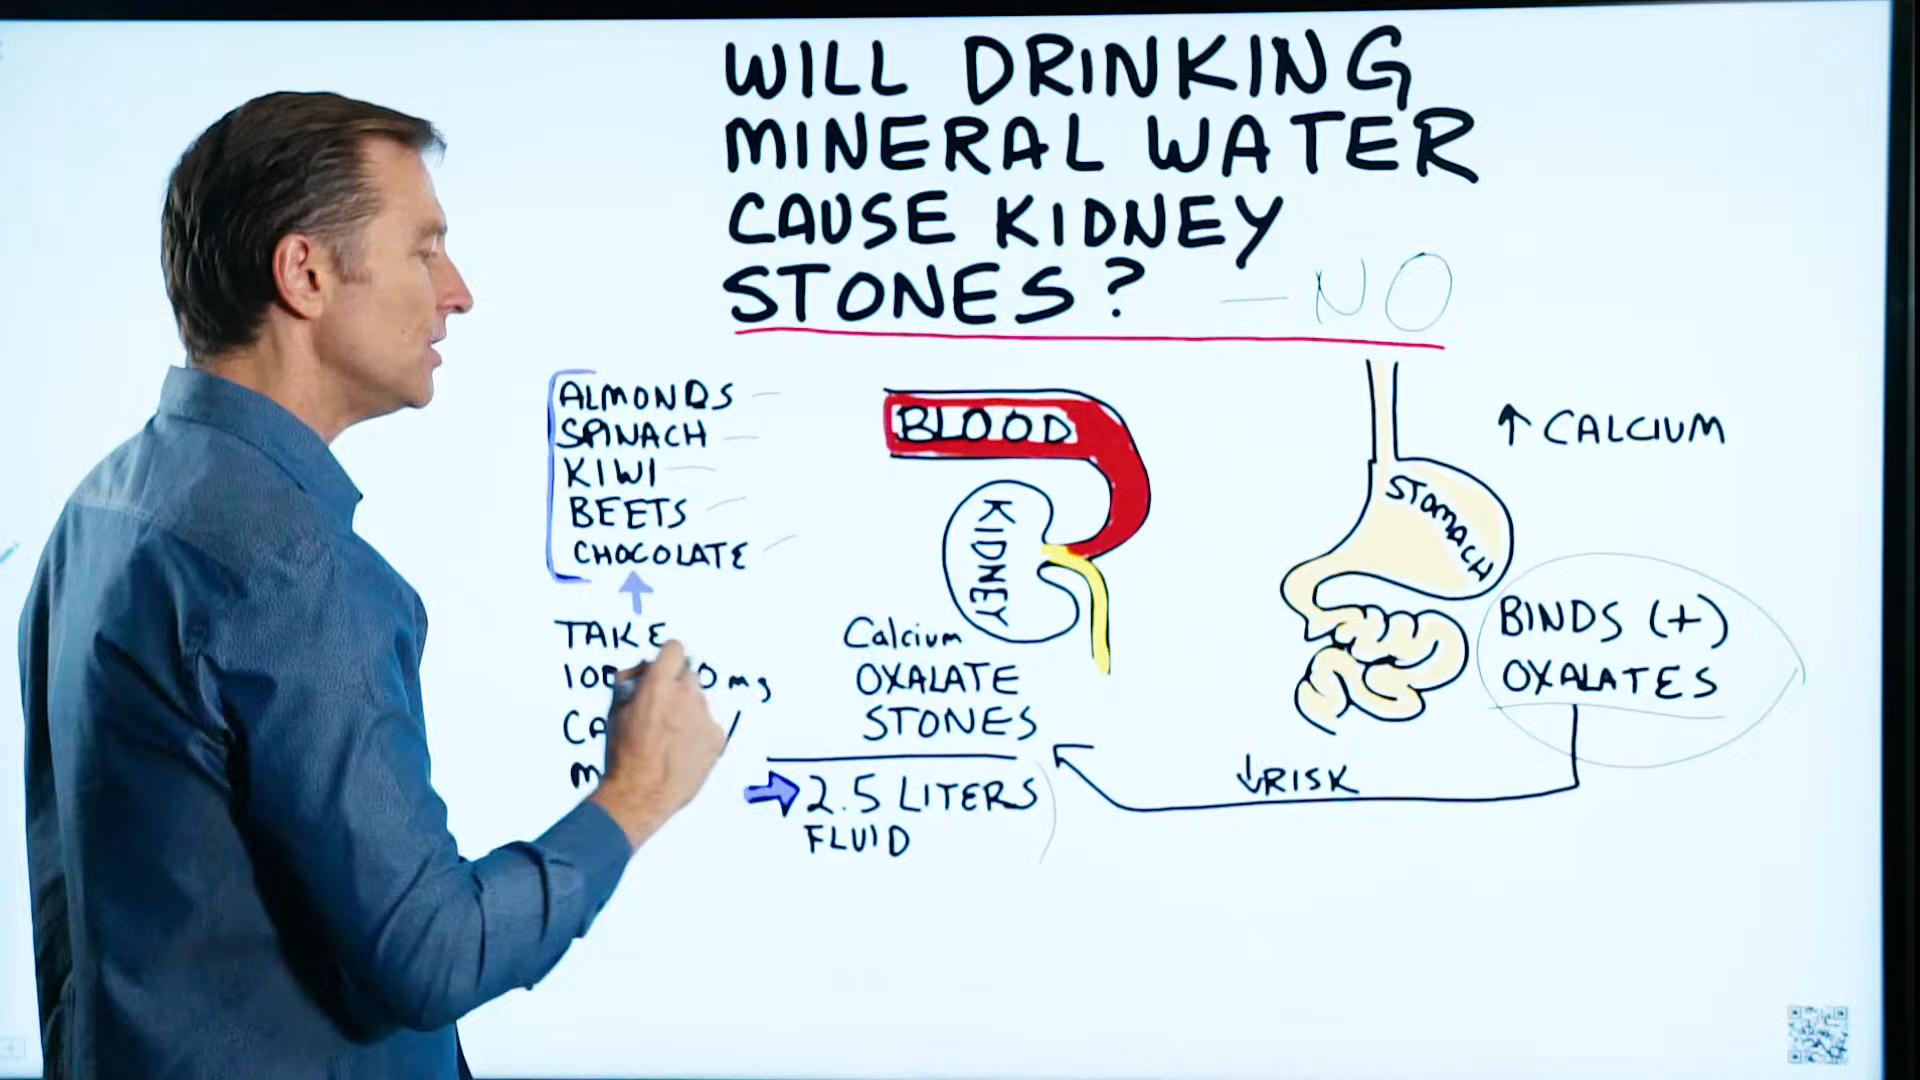 WILL DRINKING
MINERAL WATER
CAUSE KIDNEY
STONES? - NO
ALMONDS
SPINACH
KIWI
BEETS
CHOCOLATE
TAKE
mg
BLOOD
KIDNEY
Calcium
OXALATE
STONES
2.5 LITERS
FLUID
STOMACH
↑ CALCIUM
BINDS (+)
OXALATES
↓RISK